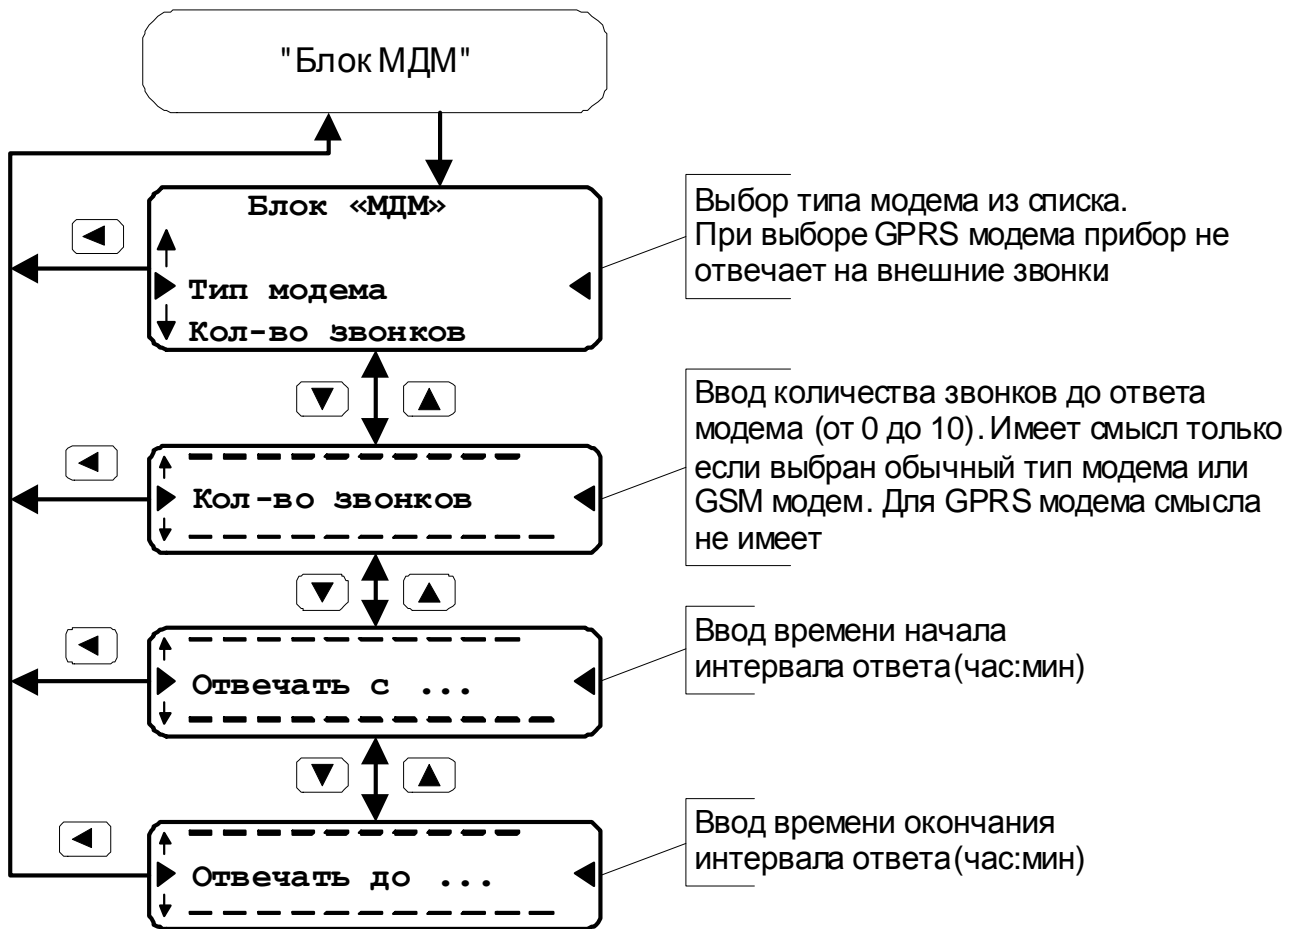 "Блок МДМ"
Блок «МДМ»
Тип модема
Кол-во звонков
Выбор типа модема из списка.
При выборе GPRS модема прибор не
отвечает на внешние звонки.
Кол-во звонков
Ввод количества звонков до ответа
модема (от 0 до 10). Имеет смысл только
если выбран обычный тип модема или
GSM модем. Для GPRS модема смысла
не имеет
Отвечать с ...
Ввод времени начала
интервала ответа (час:мин)
Отвечать до ...
Ввод времени окончания
интервала ответа (час:мин)